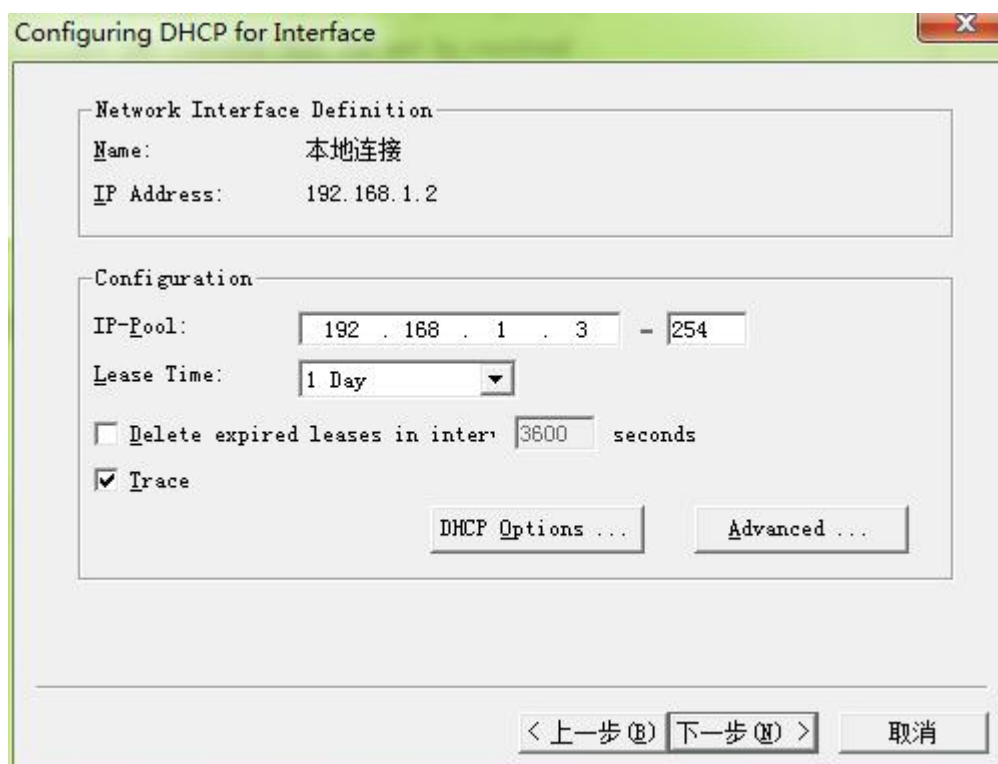 Configuring DHCP for Interface
Network Interface Definition
Name: 本地连接
IP Address: 192.168.1.2
Configuration
IP-Pool: 192 . 168 . 1 . 3 - 254
Lease Time: 1 Day
Delete expired leases in interv 3600 seconds
Trace
DHCP Options ... Advanced ...
< 上一步(B) 下一步(N) > 取消